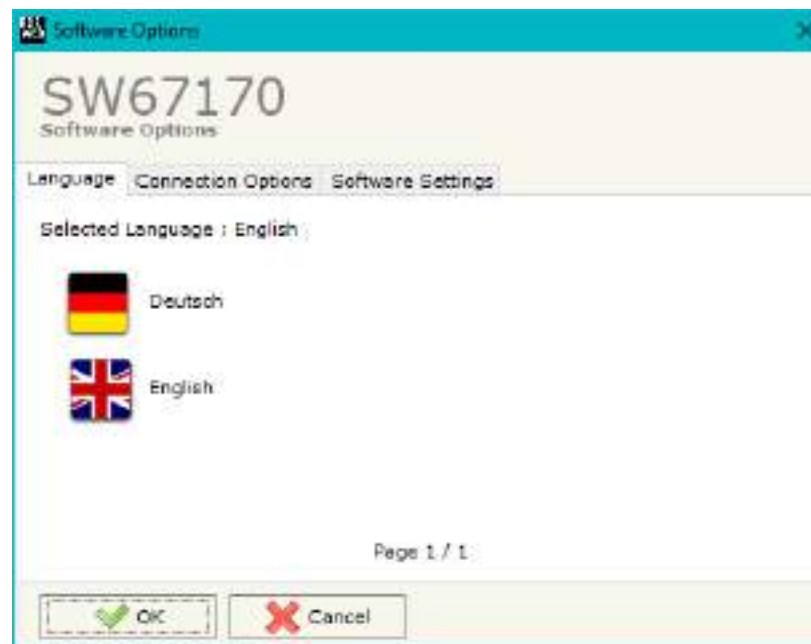 Software Options
SW67170
Software Options
Language Connection Options Software Settings
Selected Language : English
Deutsch
English
Page 1 / 1
OK Cancel